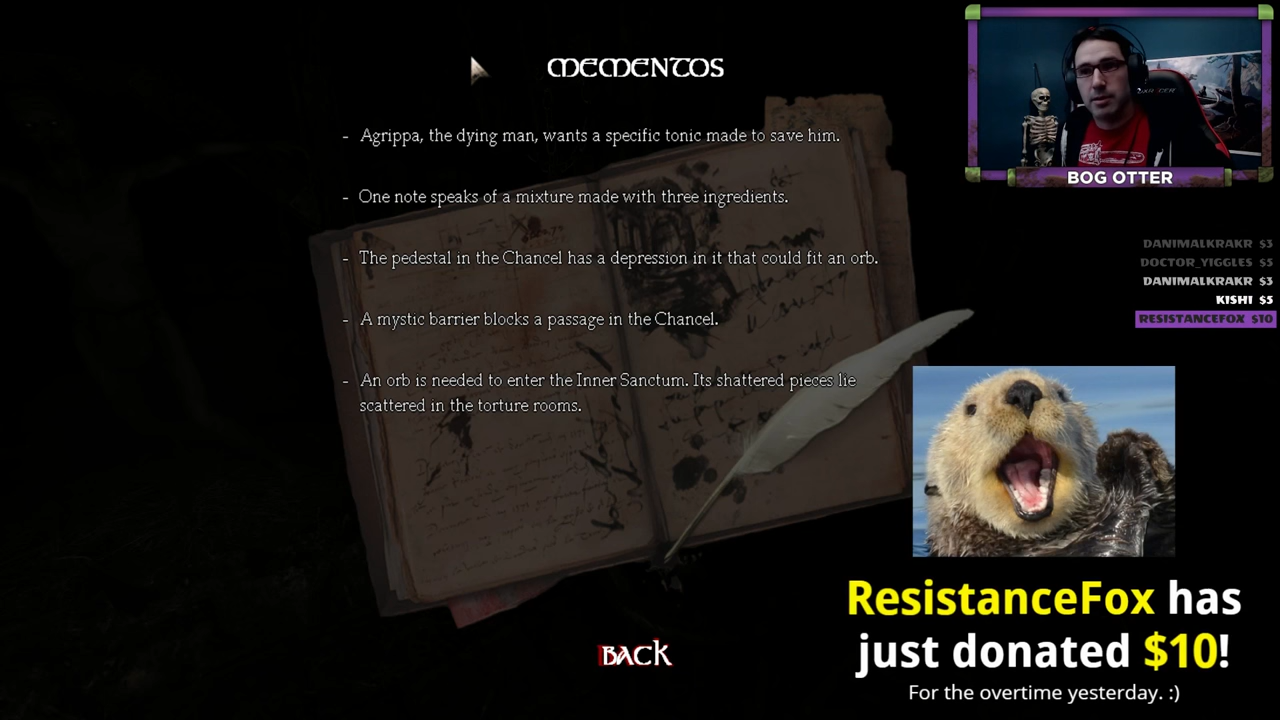 MEMENTOS
- Agrippa, the dying man, wants a specific tonic made to save him.
- One note speaks of a mixture made with three ingredients.
- The pedestal in the Chancel has a depression in it that could fit an orb.
- A mystic barrier blocks a passage in the Chancel.
- An orb is needed to enter the Inner Sanctum. Its shattered pieces lie
scattered in the torture rooms.
BACK
BOG OTTER
DANIMALKRAKR $3
DOCTOR_YIGGLES $5
DANIMALKRAKR $3
KISHI $5
RESISTANCEFOX $10
ResistanceFox has
just donated $10!
For the overtime yesterday. :)